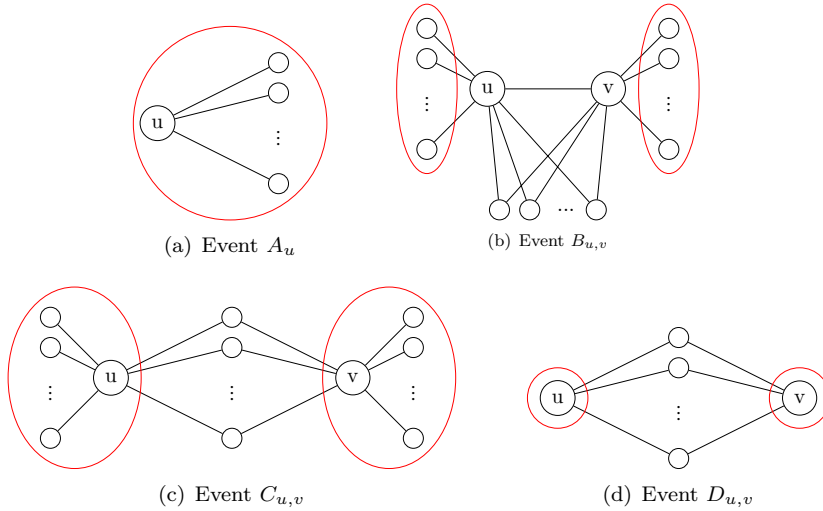 u
⋮
(a) Event $A_u$
u
v
⋮
⋮
...
(b) Event $B_{u,v}$
u
v
⋮
⋮
⋮
(c) Event $C_{u,v}$
u
v
⋮
(d) Event $D_{u,v}$